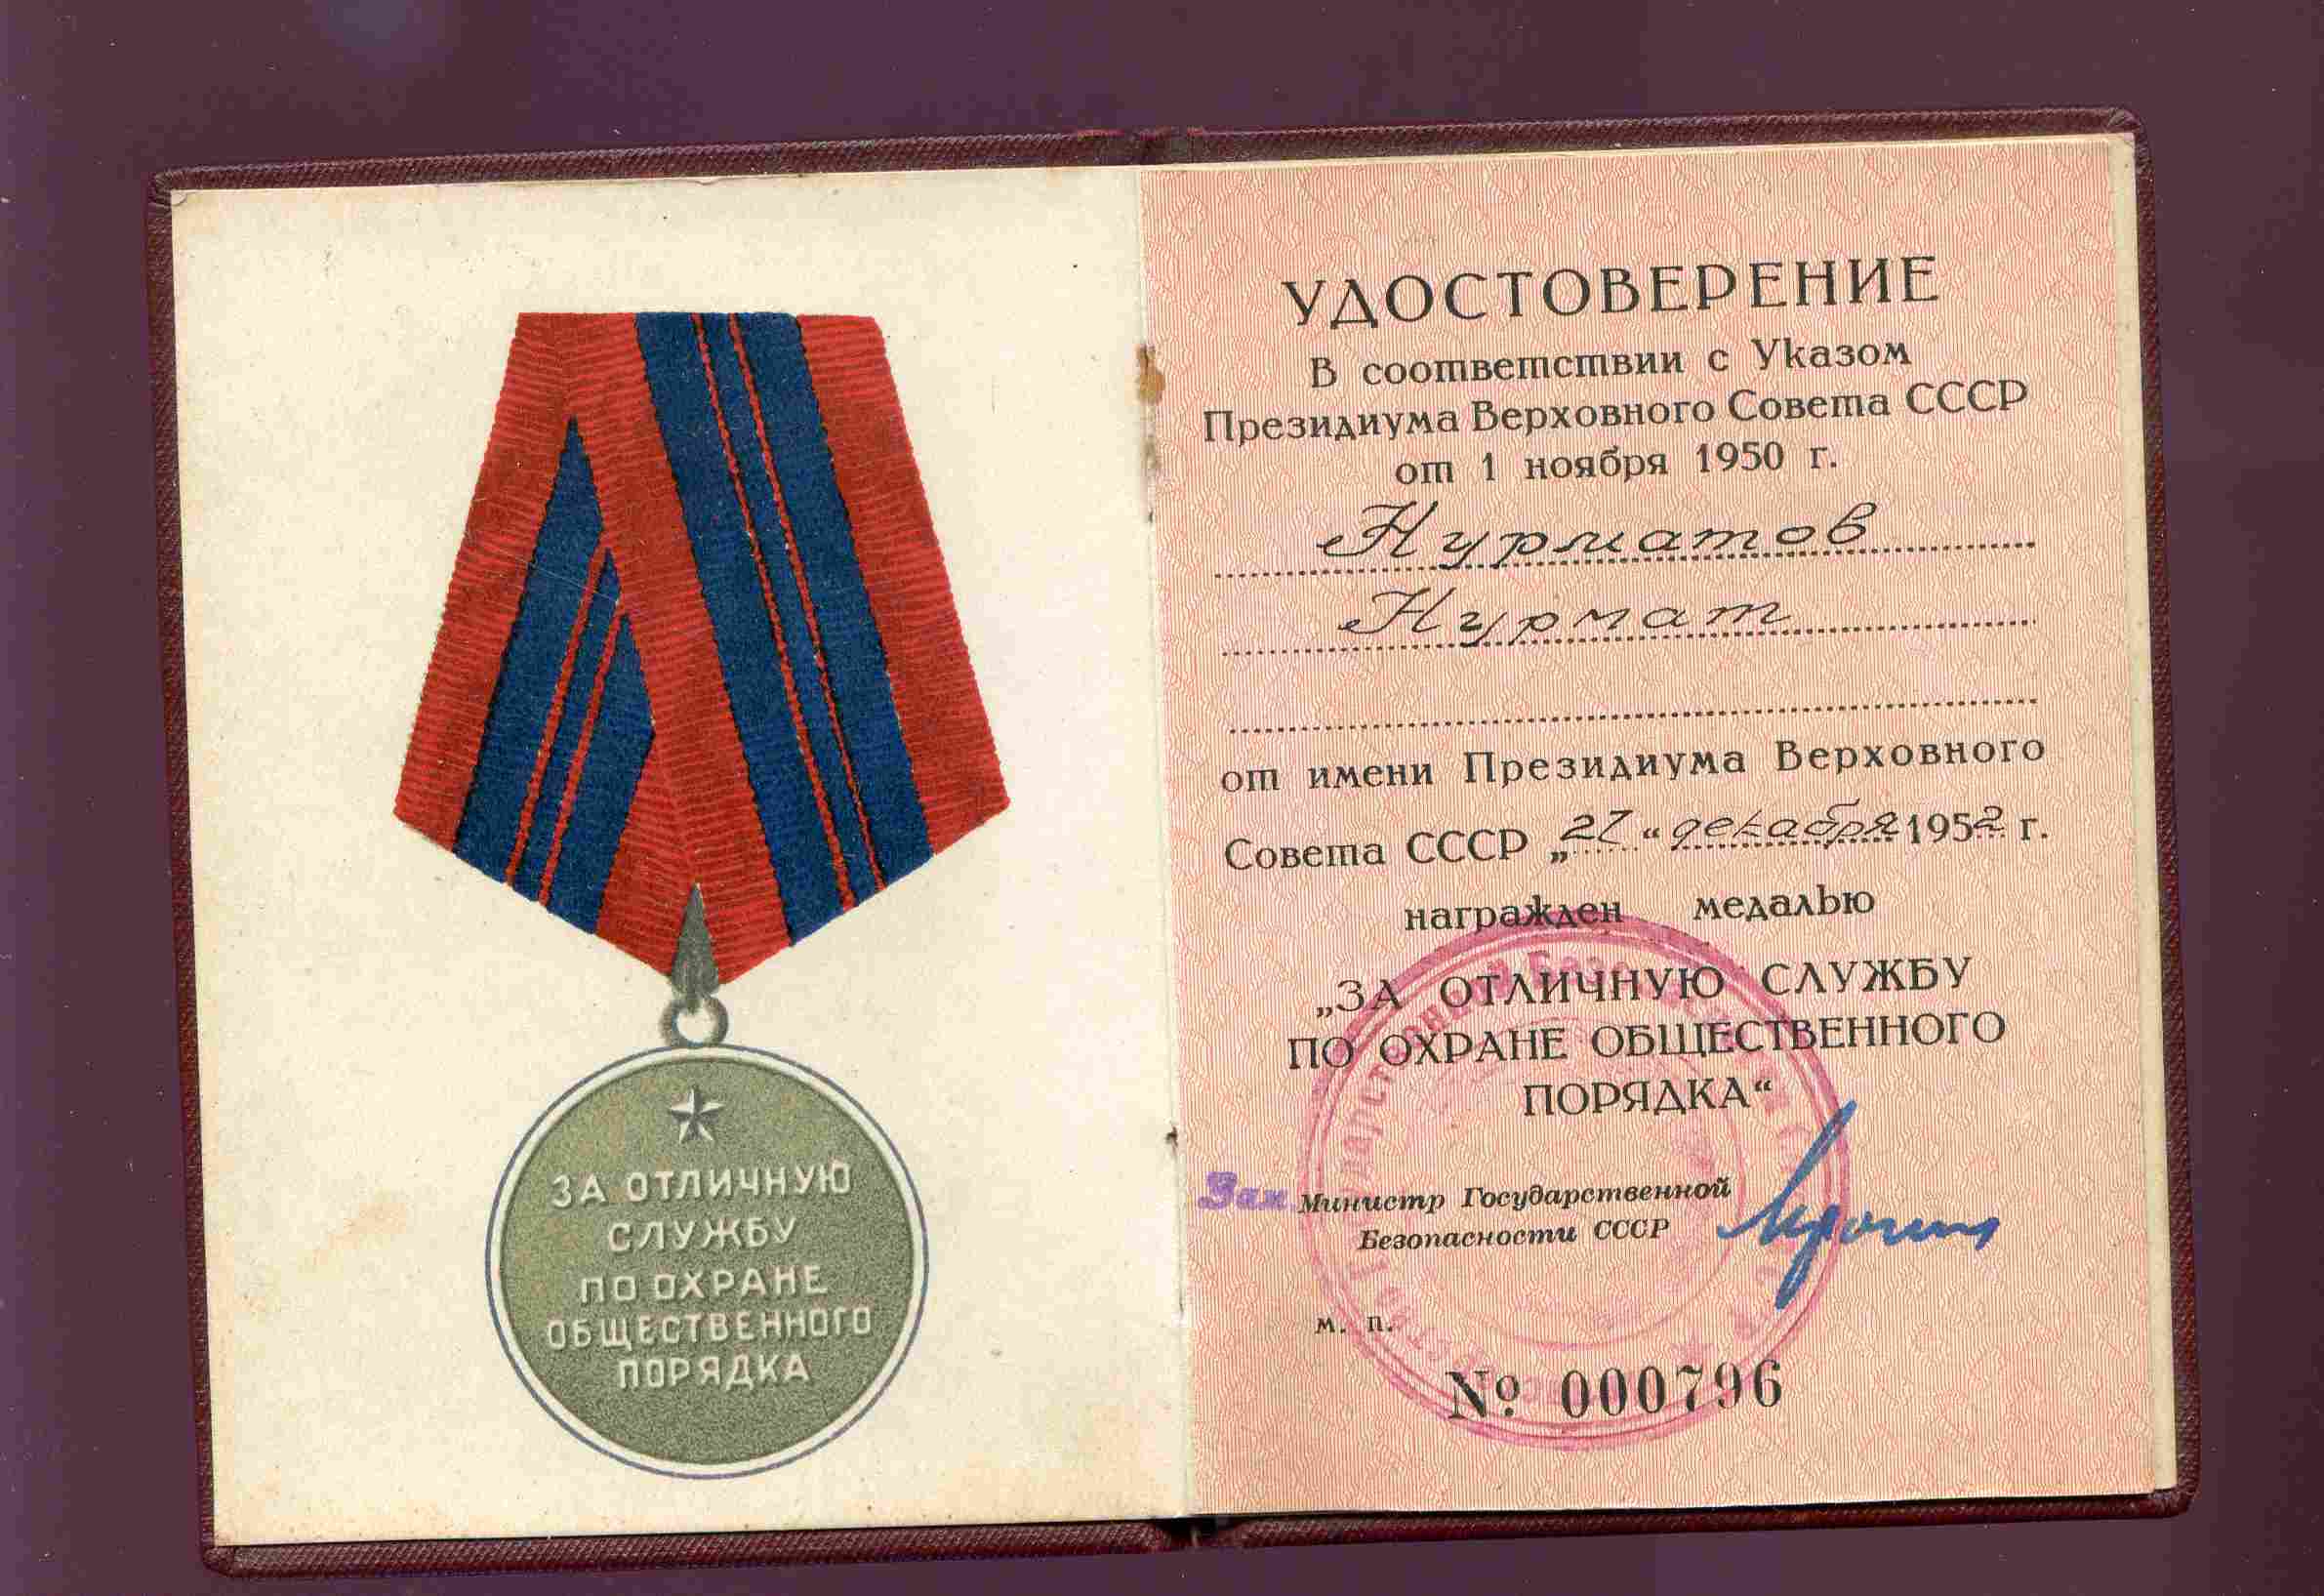 ЗА ОТЛИЧНУЮ
СЛУЖБУ
ПО ОХРАНЕ
ОБЩЕСТВЕННОГО
ПОРЯДКА
УДОСТОВЕРЕНИЕ
В соответствии с Указом
Президиума Верховного Совета СССР
от 1 ноября 1950 г.
Нурматов
Нурмат
от имени Президиума Верховного
Совета СССР „27“ декабря 1952 г.
награжден медалью
„ЗА ОТЛИЧНУЮ СЛУЖБУ
ПО ОХРАНЕ ОБЩЕСТВЕННОГО
ПОРЯДКА“
Зам. Министр Государственной
Безопасности СССР
м. п.
№ 000796